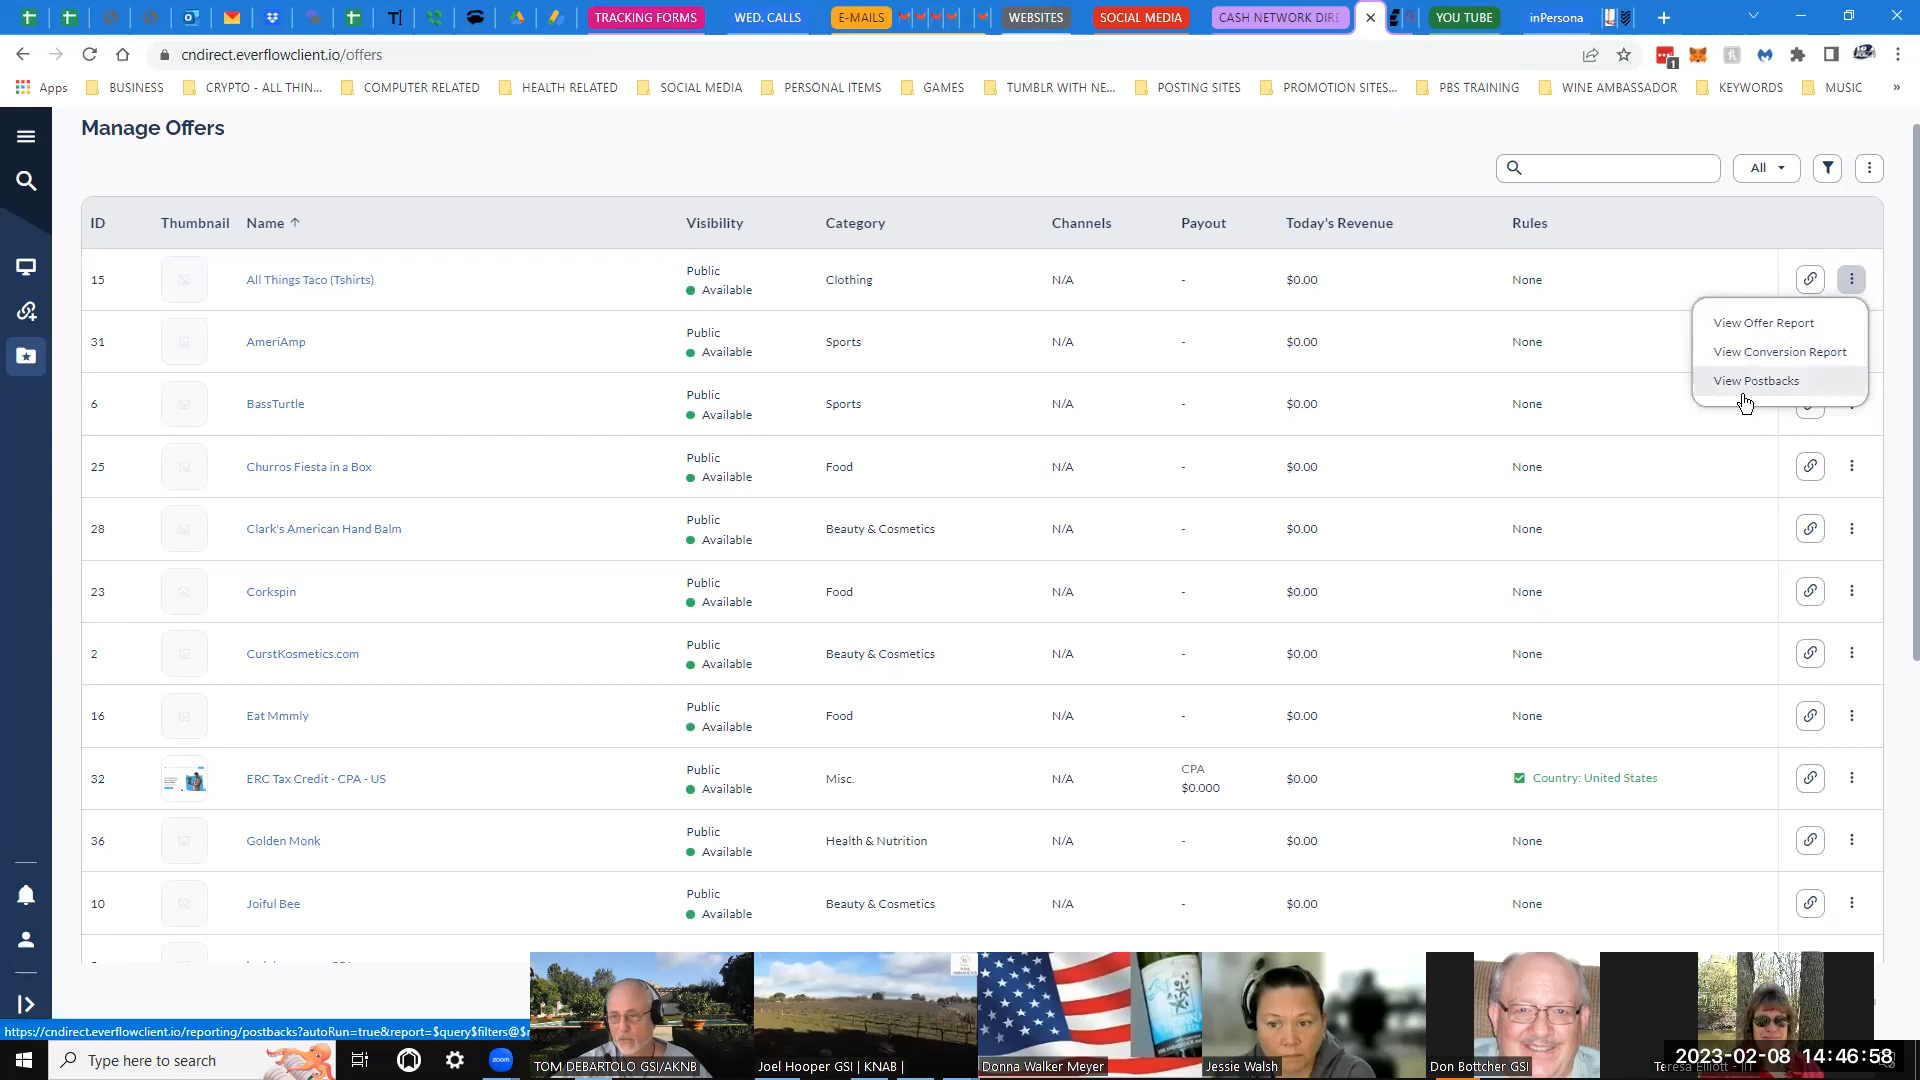 TRACKING FORMS WED. CALLS E-MAILS WEBSITES SOCIAL MEDIA CASH NETWORK DIRE YOU TUBE inPersona
cndirect.everflowclient.io/offers
Apps BUSINESS CRYPTO - ALL THIN... COMPUTER RELATED HEALTH RELATED SOCIAL MEDIA PERSONAL ITEMS GAMES TUMBLR WITH NE... POSTING SITES PROMOTION SITES... PBS TRAINING WINE AMBASSADOR KEYWORDS MUSIC »
Manage Offers
All
ID Thumbnail Name ↑ Visibility Category Channels Payout Today's Revenue Rules
15 All Things Taco (Tshirts) Public Available Clothing N/A - $0.00 None
View Offer Report
View Conversion Report
View Postbacks
31 AmeriAmp Public Available Sports N/A - $0.00 None
6 BassTurtle Public Available Sports N/A - $0.00 None
25 Churros Fiesta in a Box Public Available Food N/A - $0.00 None
28 Clark's American Hand Balm Public Available Beauty & Cosmetics N/A - $0.00 None
23 Corkspin Public Available Food N/A - $0.00 None
2 CurstKosmetics.com Public Available Beauty & Cosmetics N/A - $0.00 None
16 Eat Mmmly Public Available Food N/A - $0.00 None
32 ERC Tax Credit - CPA - US Public Available Misc. N/A CPA $0.000 $0.00 Country: United States
36 Golden Monk Public Available Health & Nutrition N/A - $0.00 None
10 Joiful Bee Public Available Beauty & Cosmetics N/A - $0.00 None
https://cndirect.everflowclient.io/reporting/postbacks?autoRun=true&report=$query$filters@$
Type here to search
zoom
TOM DEBARTOLO GSI/AKNB Joel Hooper GSI | KNAB | Donna Walker Meyer Jessie Walsh Don Bottcher GSI Teresa Elliott
2023-02-08 14:46:58